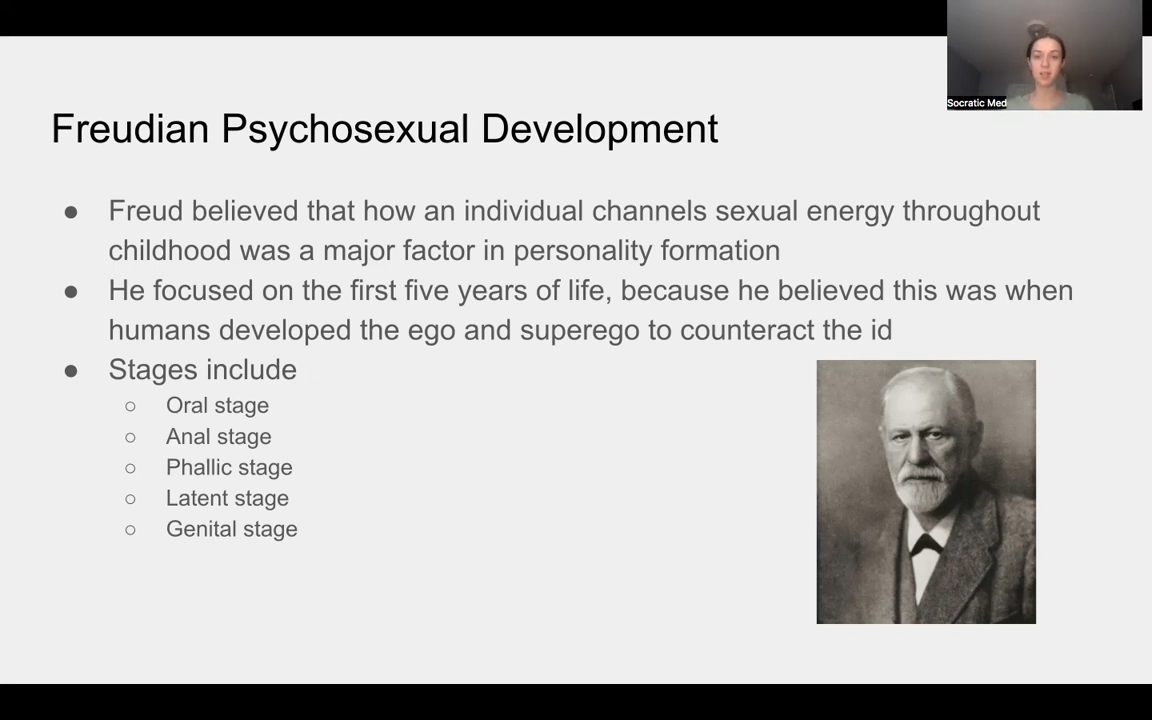 Socratic Med
Freudian Psychosexual Development
● Freud believed that how an individual channels sexual energy throughout
childhood was a major factor in personality formation
● He focused on the first five years of life, because he believed this was when
humans developed the ego and superego to counteract the id
● Stages include
○ Oral stage
○ Anal stage
○ Phallic stage
○ Latent stage
○ Genital stage